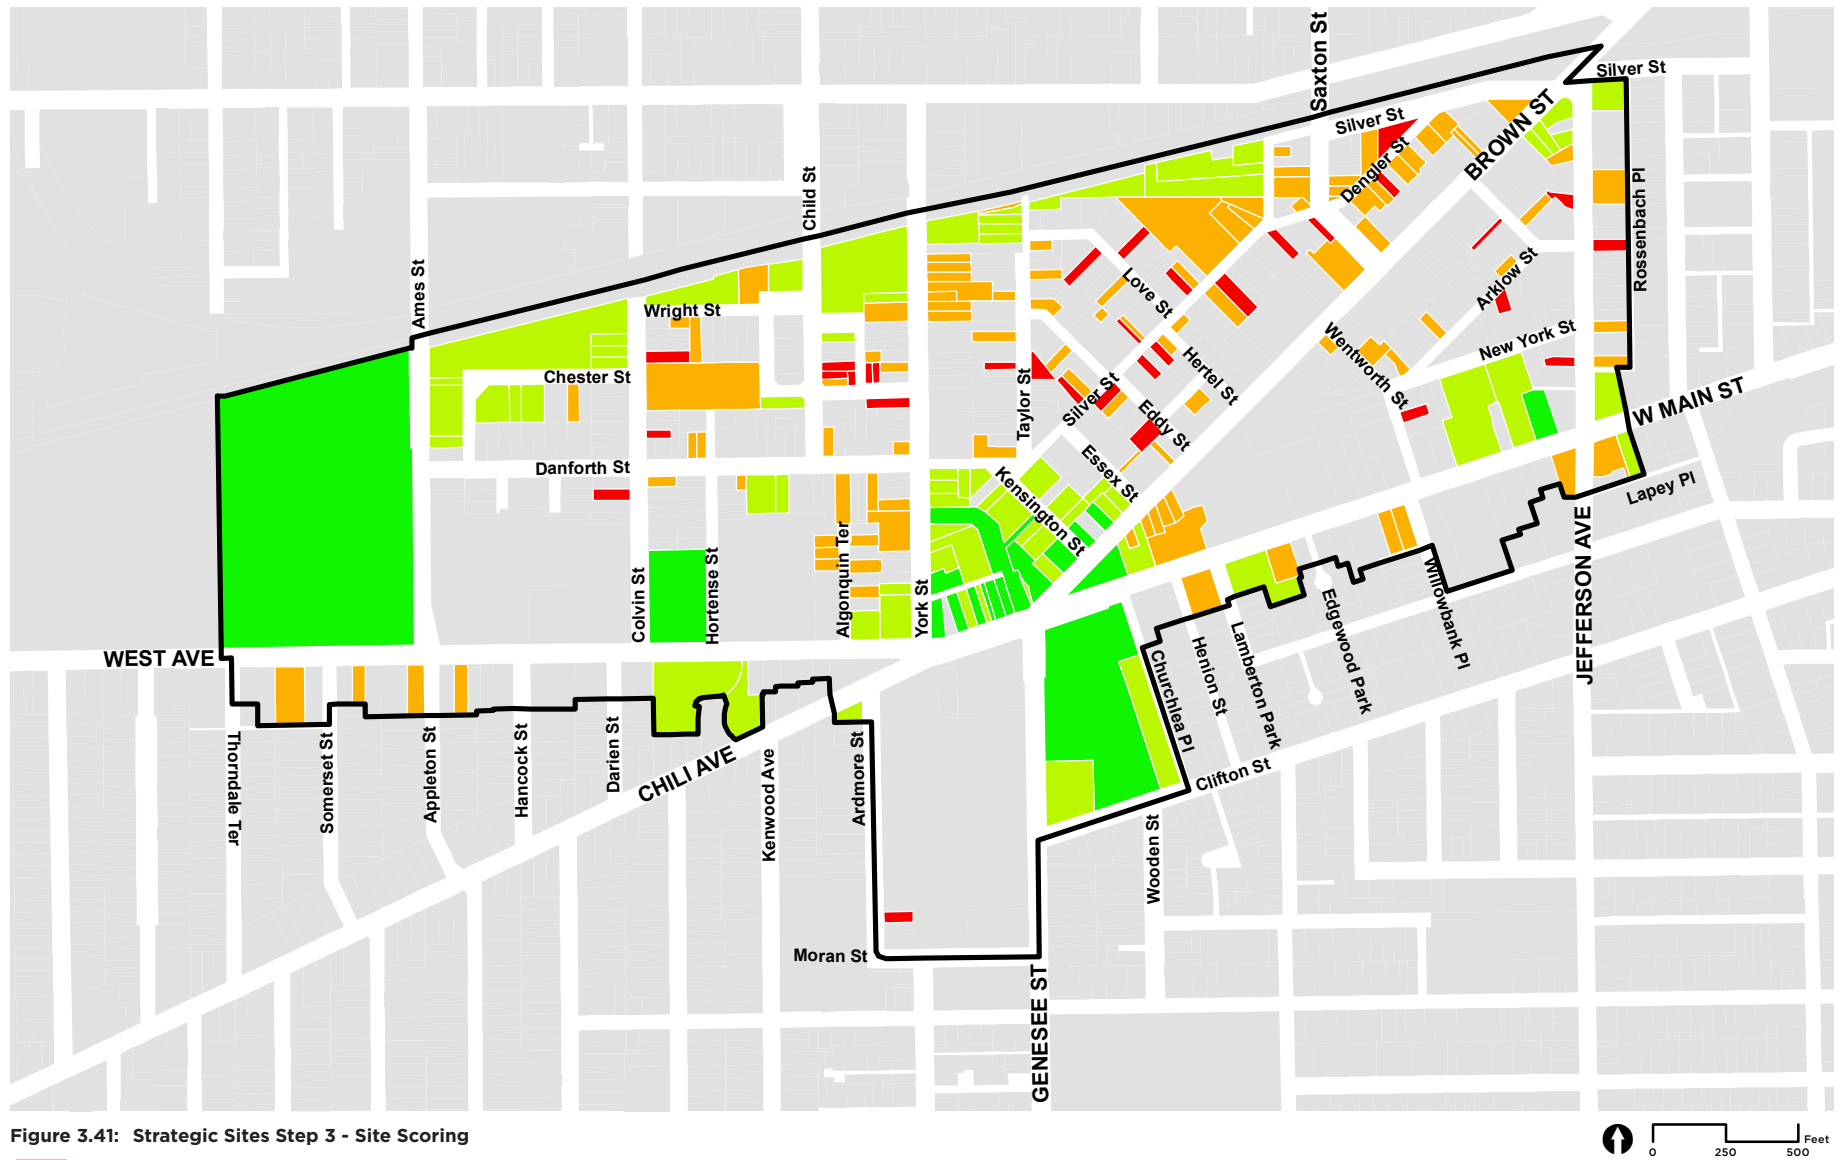 Saxton St
Silver St
Silver St
BROWN ST
Dengler St
Child St
Rossenbach Pl
Ames St
Love St
Arklow St
Wright St
Wentworth St
New York St
Chester St
Hertel St
Taylor St
Silver St
Eddy St
W MAIN ST
Danforth St
Essex St
Kensington St
Lapey Pl
Algonquin Ter
York St
Colvin St
Hortense St
JEFFERSON AVE
Willowbank Pl
Edgewood Park
Lamberton Park
Henion St
Churchlea Pl
WEST AVE
Thorndale Ter
Somerset St
Appleton St
Hancock St
Darien St
CHILI AVE
Kenwood Ave
Ardmore St
Clifton St
Wooden St
Moran St
GENESEE ST
Figure 3.41: Strategic Sites Step 3 - Site Scoring
Feet
0 250 500